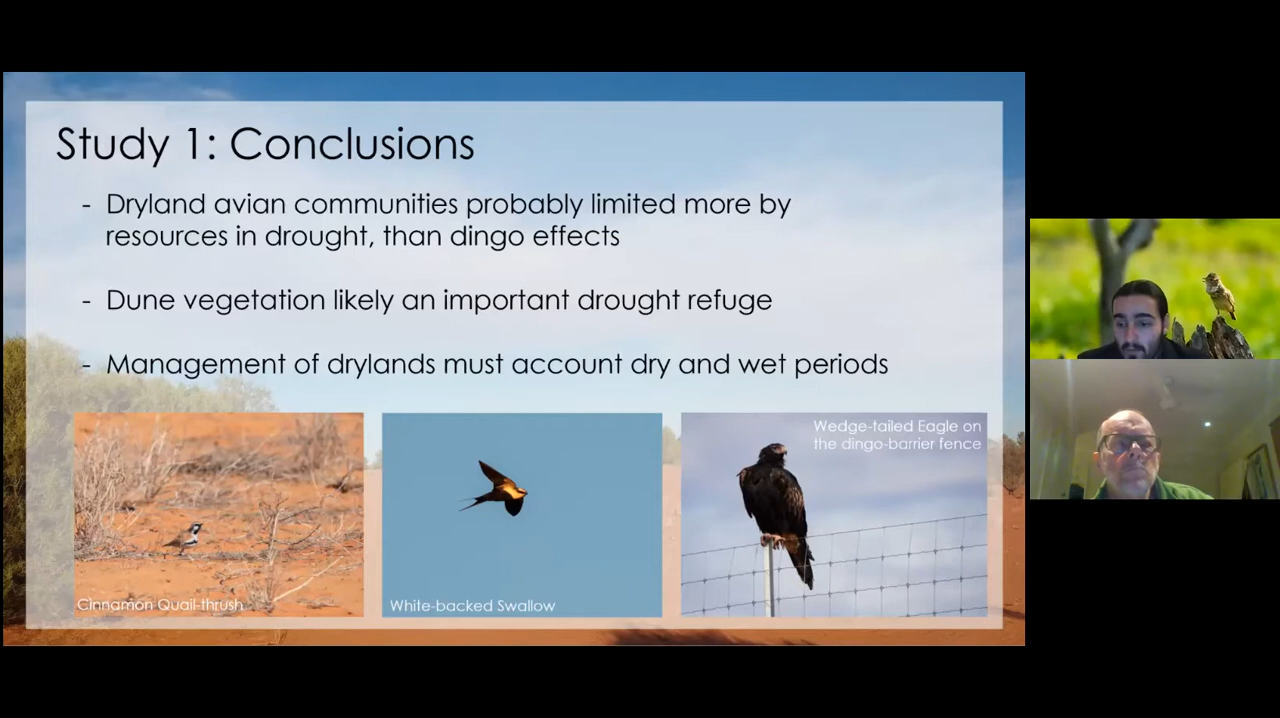 Study 1: Conclusions
- Dryland avian communities probably limited more by
resources in drought, than dingo effects
- Dune vegetation likely an important drought refuge
- Management of drylands must account dry and wet periods
Cinnamon Quail-thrush
White-backed Swallow
Wedge-tailed Eagle on
the dingo-barrier fence